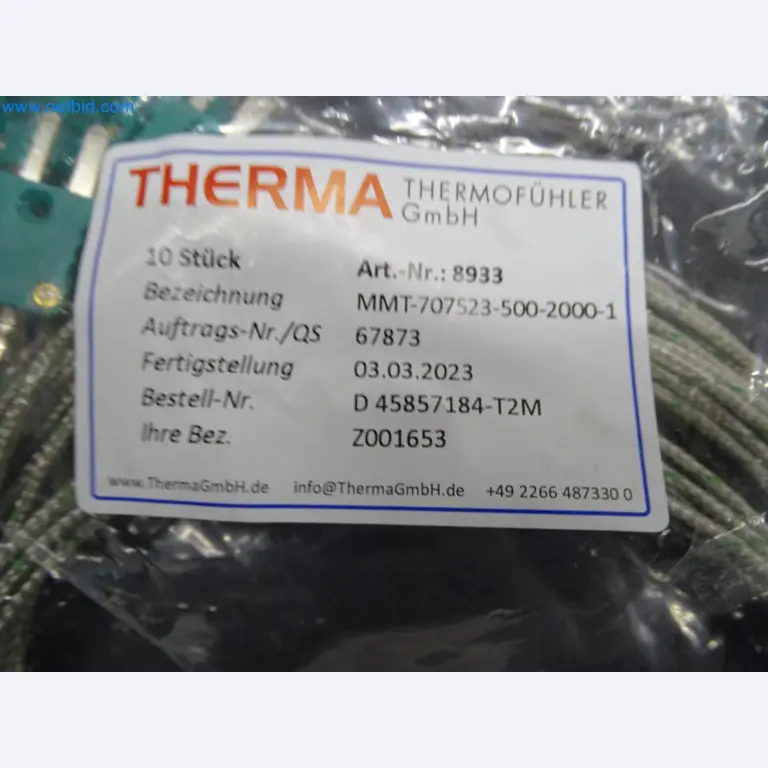 www.netbid.com
THERMA THERMOFÜHLER
GmbH
10 Stück Art.-Nr.: 8933
Bezeichnung MMT-707523-500-2000-1
Auftrags-Nr./QS 67873
Fertigstellung 03.03.2023
Bestell-Nr. D 45857184-T2M
Ihre Bez. Z001653
www.ThermaGmbH.de info@ThermaGmbH.de +49 2266 487330 0